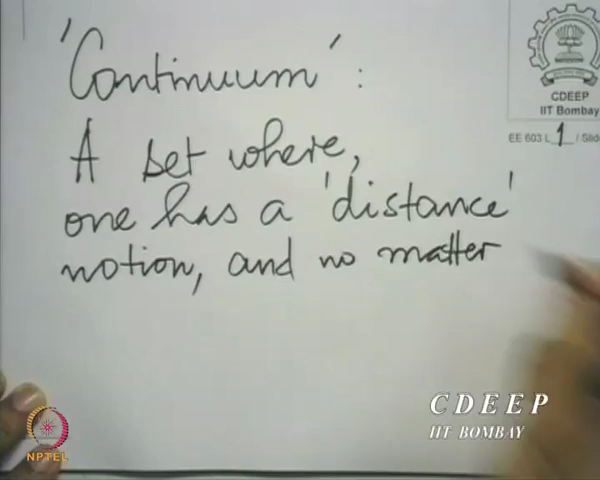 'Continuum' :
A set where,
one has a 'distance'
notion, and no matter
CDEEP
IIT Bombay
EE 603 L 1 / Slide
CDEEP
IIT BOMBAY
NPTEL